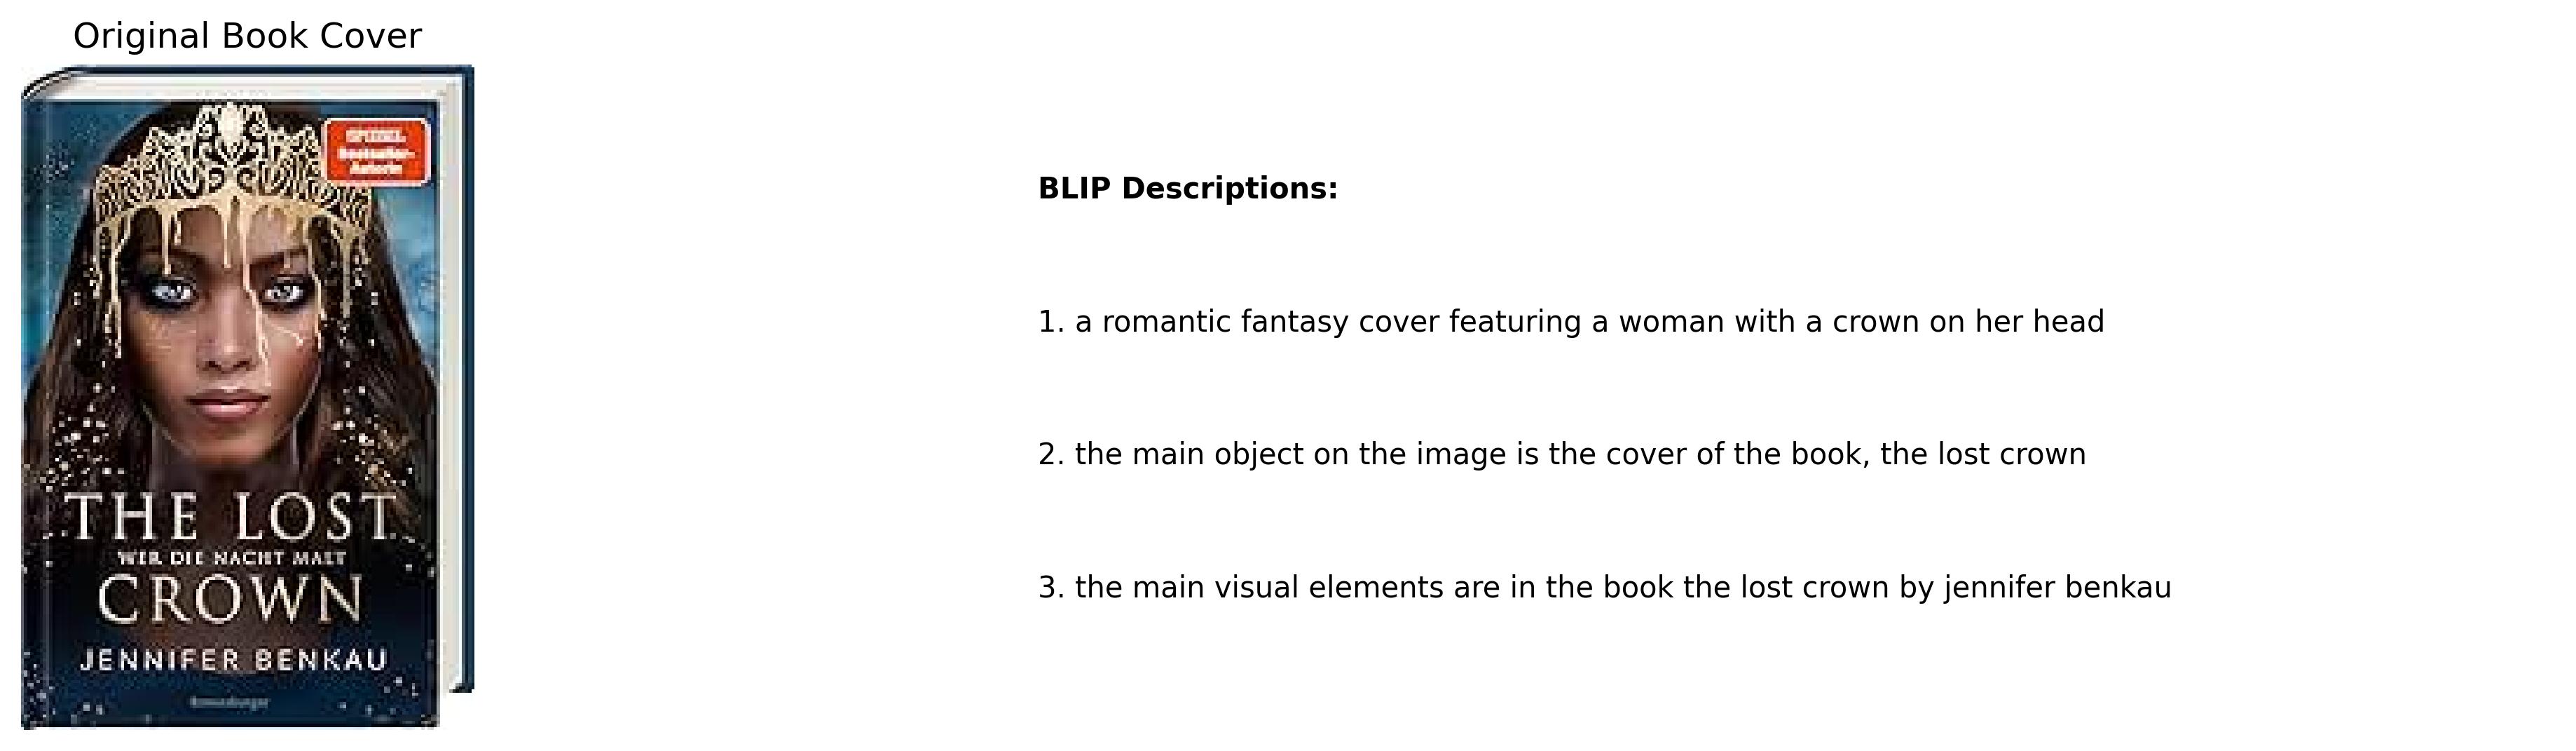 Original Book Cover
SPIEGEL
Bestseller-
Autorin
THE LOST
WER DIE NACHT MALT
CROWN
JENNIFER BENKAU
Ravensburger
BLIP Descriptions:
1. a romantic fantasy cover featuring a woman with a crown on her head
2. the main object on the image is the cover of the book, the lost crown
3. the main visual elements are in the book the lost crown by jennifer benkau